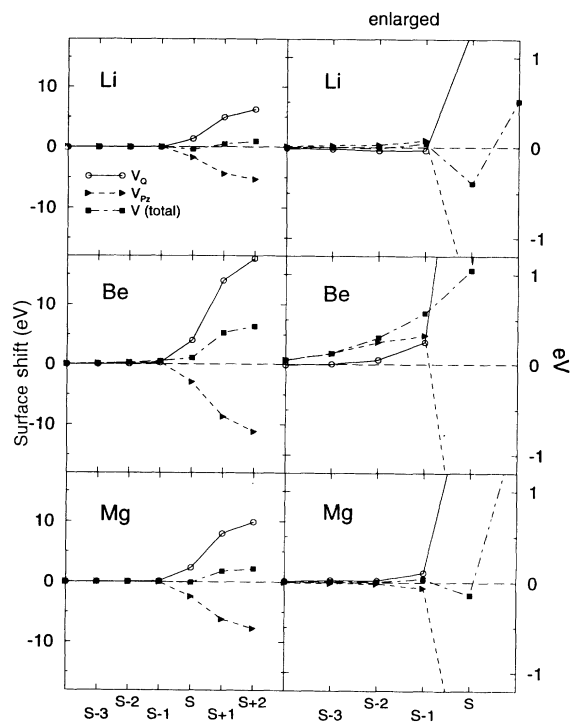 enlarged
10
0
-10
Li
V_Q
V_Pz
V (total)
Li
1
0
-1
10
0
-10
Be
Be
1
0
-1
10
0
-10
Mg
Mg
1
0
-1
Surface shift (eV)
eV
S-3 S-2 S-1 S S+1 S+2
S-3 S-2 S-1 S